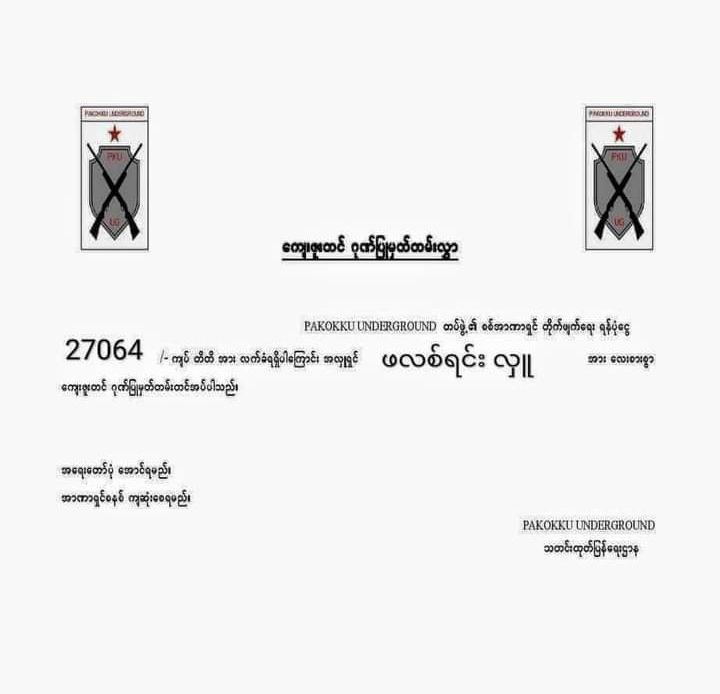 PAKOKKU UNDERGROUND
PKU
UG
PAKOKKU UNDERGROUND
PKU
UG
ကျေးဇူးတင် ဂုဏ်ပြုမှတ်တမ်းလွှာ
PAKOKKU UNDERGROUND တပ်ဖွဲ့၏ စစ်အာဏာရှင် တိုက်ဖျက်ရေး ရန်ပုံငွေ
27064 /- ကျပ် တိတိ အား လက်ခံရရှိပါကြောင်း အလှူရှင် ဖလစ်ရင်း လှူ အား လေးစားစွာ
ကျေးဇူးတင် ဂုဏ်ပြုမှတ်တမ်းတင်အပ်ပါသည်။
အရေးတော်ပုံ အောင်ရမည်။
အာဏာရှင်စနစ် ကျဆုံးစေရမည်။
PAKOKKU UNDERGROUND
သတင်းထုတ်ပြန်ရေးဌာန